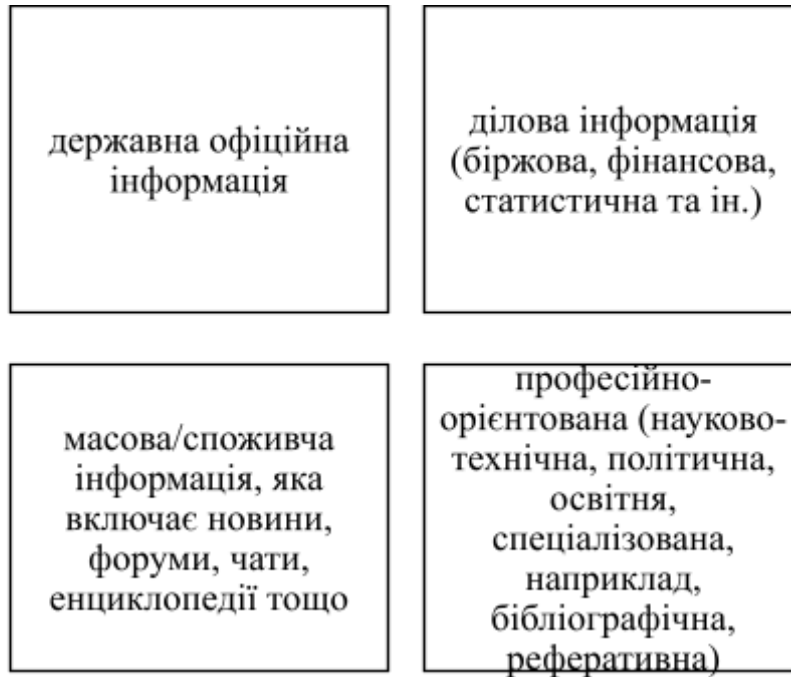 державна офіційна
інформація
ділова інформація
(біржова, фінансова,
статистична та ін.)
масова/споживча
інформація, яка
включає новини,
форуми, чати,
енциклопедії тощо
професійно-
орієнтована (науково-
технічна, політична,
освітня,
спеціалізована,
наприклад,
бібліографічна,
реферативна)